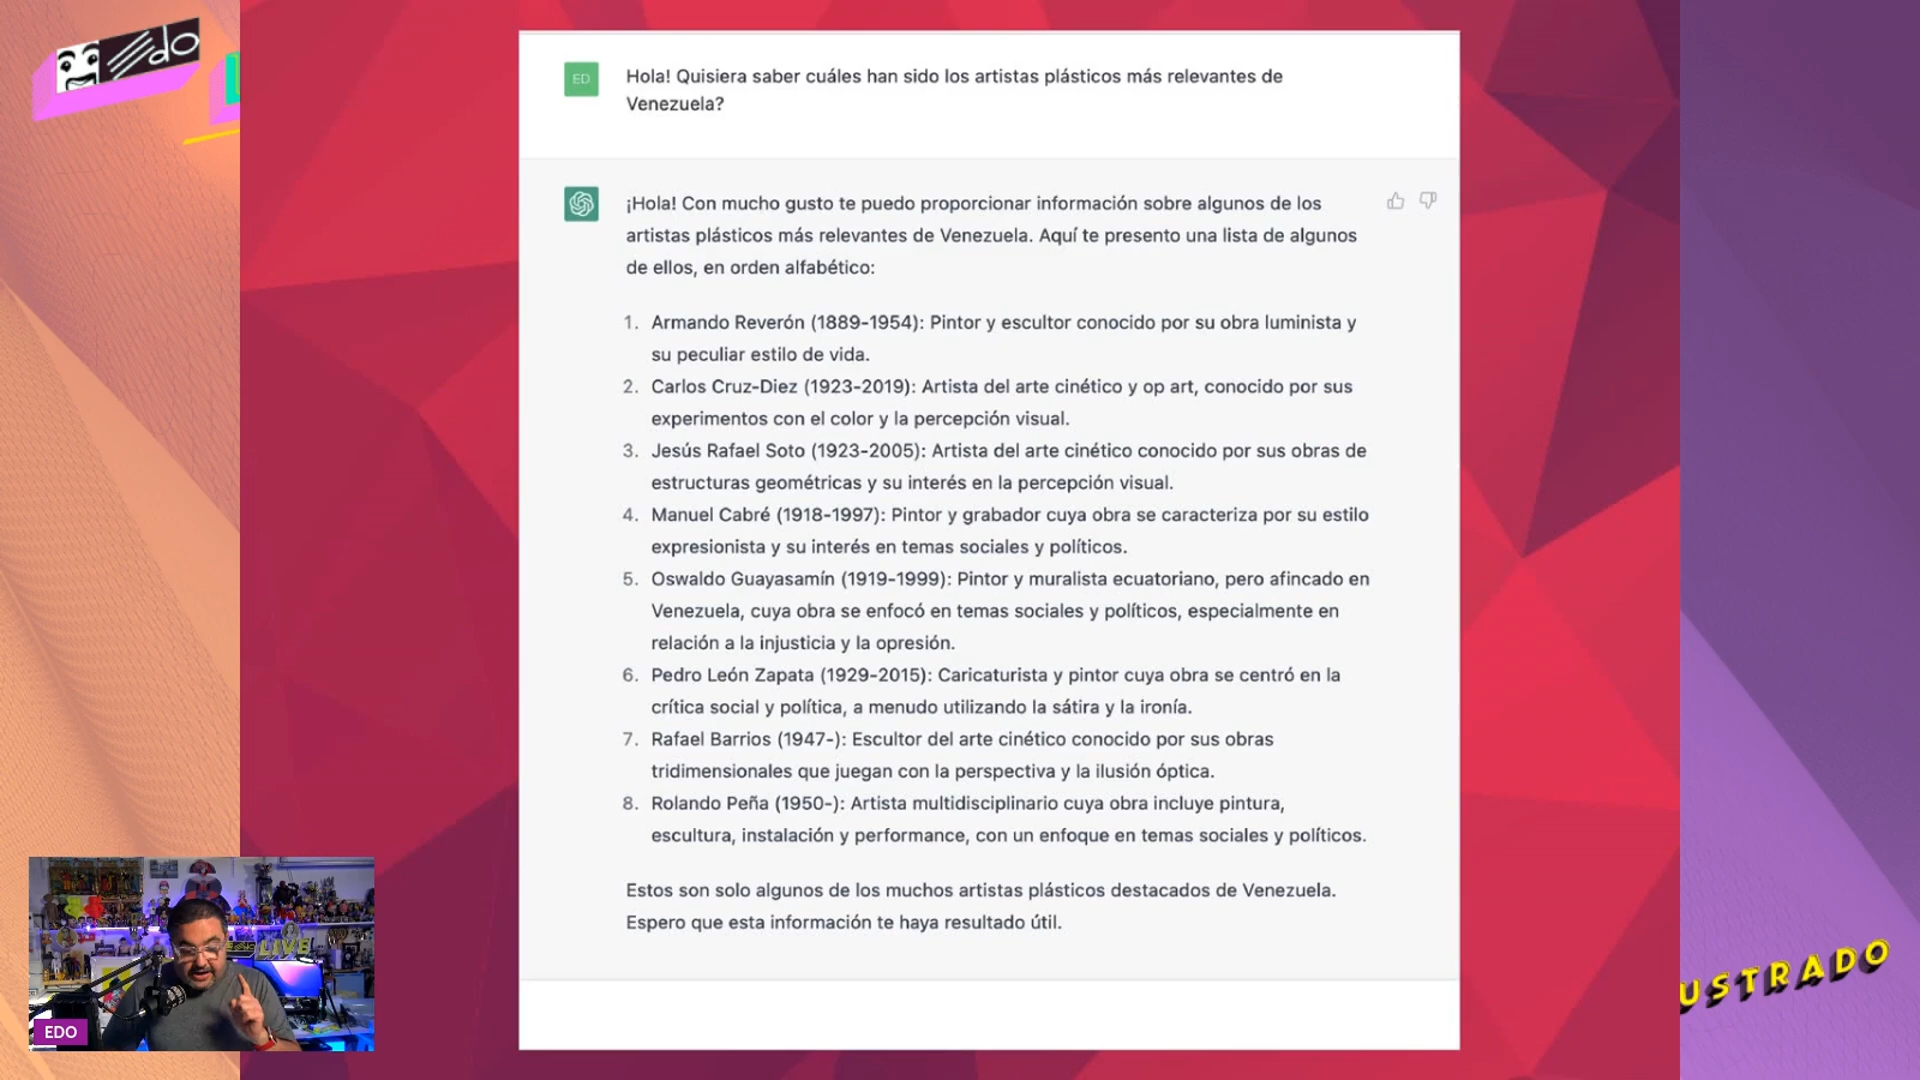 Edo
ED
Hola! Quisiera saber cuáles han sido los artistas plásticos más relevantes de
Venezuela?
¡Hola! Con mucho gusto te puedo proporcionar información sobre algunos de los
artistas plásticos más relevantes de Venezuela. Aquí te presento una lista de algunos
de ellos, en orden alfabético:
1. Armando Reverón (1889-1954): Pintor y escultor conocido por su obra luminista y
su peculiar estilo de vida.
2. Carlos Cruz-Diez (1923-2019): Artista del arte cinético y op art, conocido por sus
experimentos con el color y la percepción visual.
3. Jesús Rafael Soto (1923-2005): Artista del arte cinético conocido por sus obras de
estructuras geométricas y su interés en la percepción visual.
4. Manuel Cabré (1918-1997): Pintor y grabador cuya obra se caracteriza por su estilo
expresionista y su interés en temas sociales y políticos.
5. Oswaldo Guayasamín (1919-1999): Pintor y muralista ecuatoriano, pero afincado en
Venezuela, cuya obra se enfocó en temas sociales y políticos, especialmente en
relación a la injusticia y la opresión.
6. Pedro León Zapata (1929-2015): Caricaturista y pintor cuya obra se centró en la
crítica social y política, a menudo utilizando la sátira y la ironía.
7. Rafael Barrios (1947-): Escultor del arte cinético conocido por sus obras
tridimensionales que juegan con la perspectiva y la ilusión óptica.
8. Rolando Peña (1950-): Artista multidisciplinario cuya obra incluye pintura,
escultura, instalación y performance, con un enfoque en temas sociales y políticos.
Estos son solo algunos de los muchos artistas plásticos destacados de Venezuela.
Espero que esta información te haya resultado útil.
LIVE
EDO
USTRADO